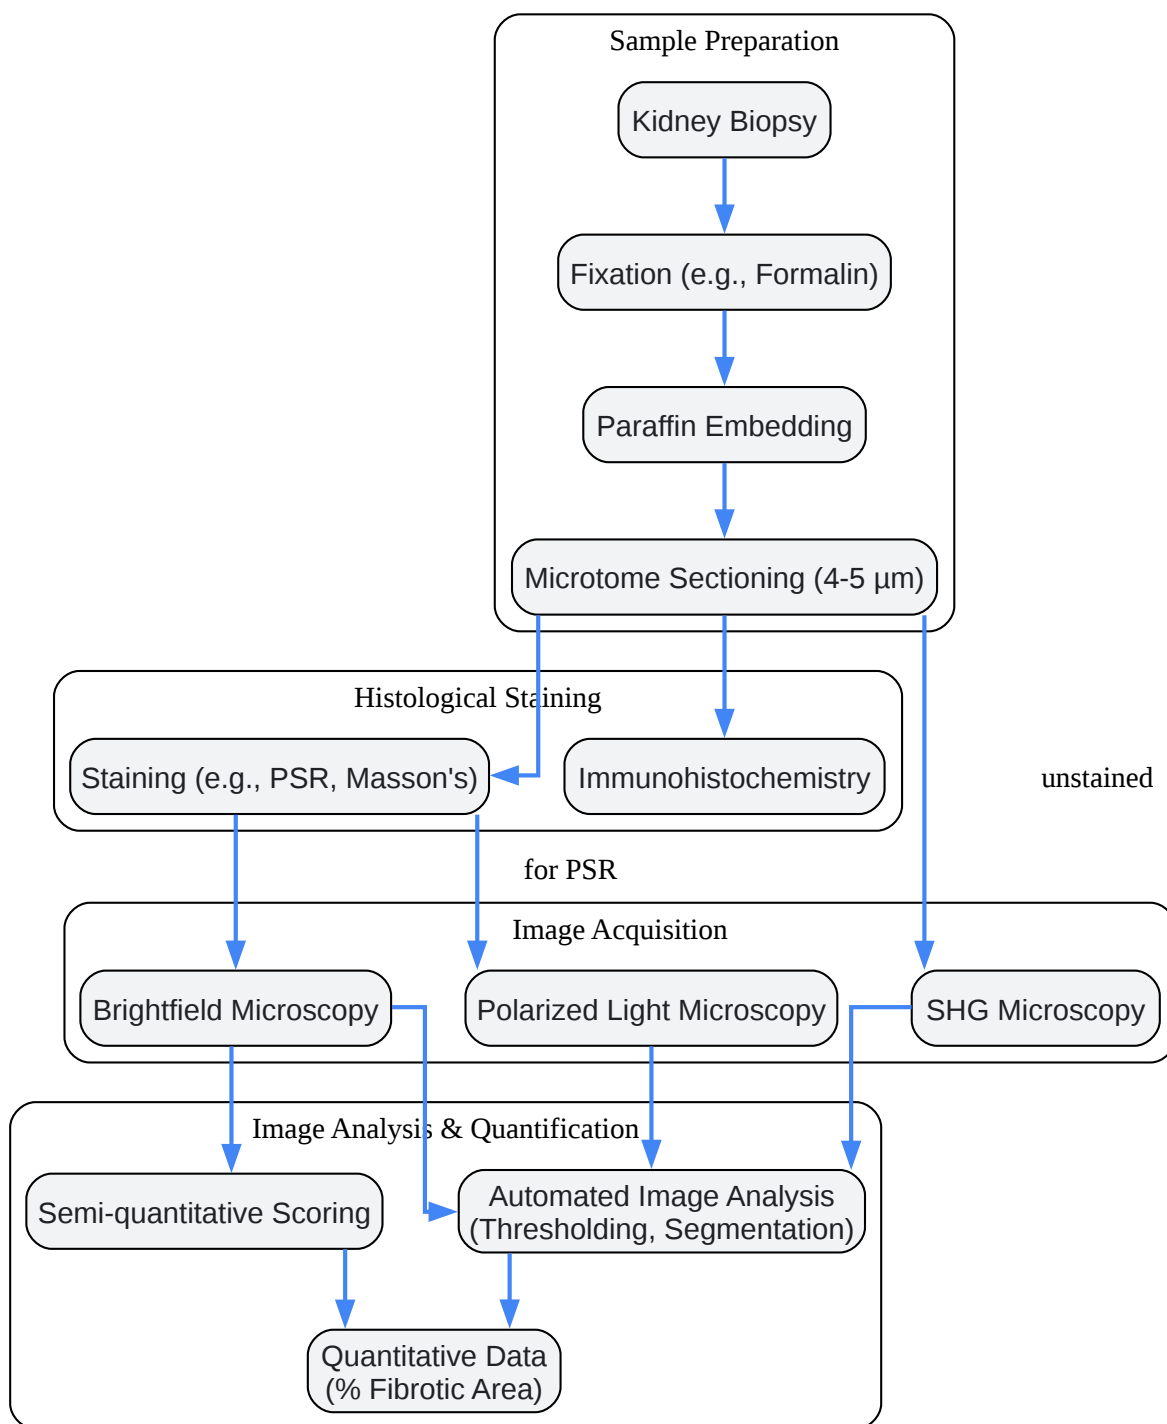 Sample Preparation
Kidney Biopsy
Fixation (e.g., Formalin)
Paraffin Embedding
Microtome Sectioning (4-5 µm)
Histological Staining
Staining (e.g., PSR, Masson's)
Immunohistochemistry
unstained
for PSR
Image Acquisition
Brightfield Microscopy
Polarized Light Microscopy
SHG Microscopy
Image Analysis & Quantification
Semi-quantitative Scoring
Automated Image Analysis
(Thresholding, Segmentation)
Quantitative Data
(% Fibrotic Area)